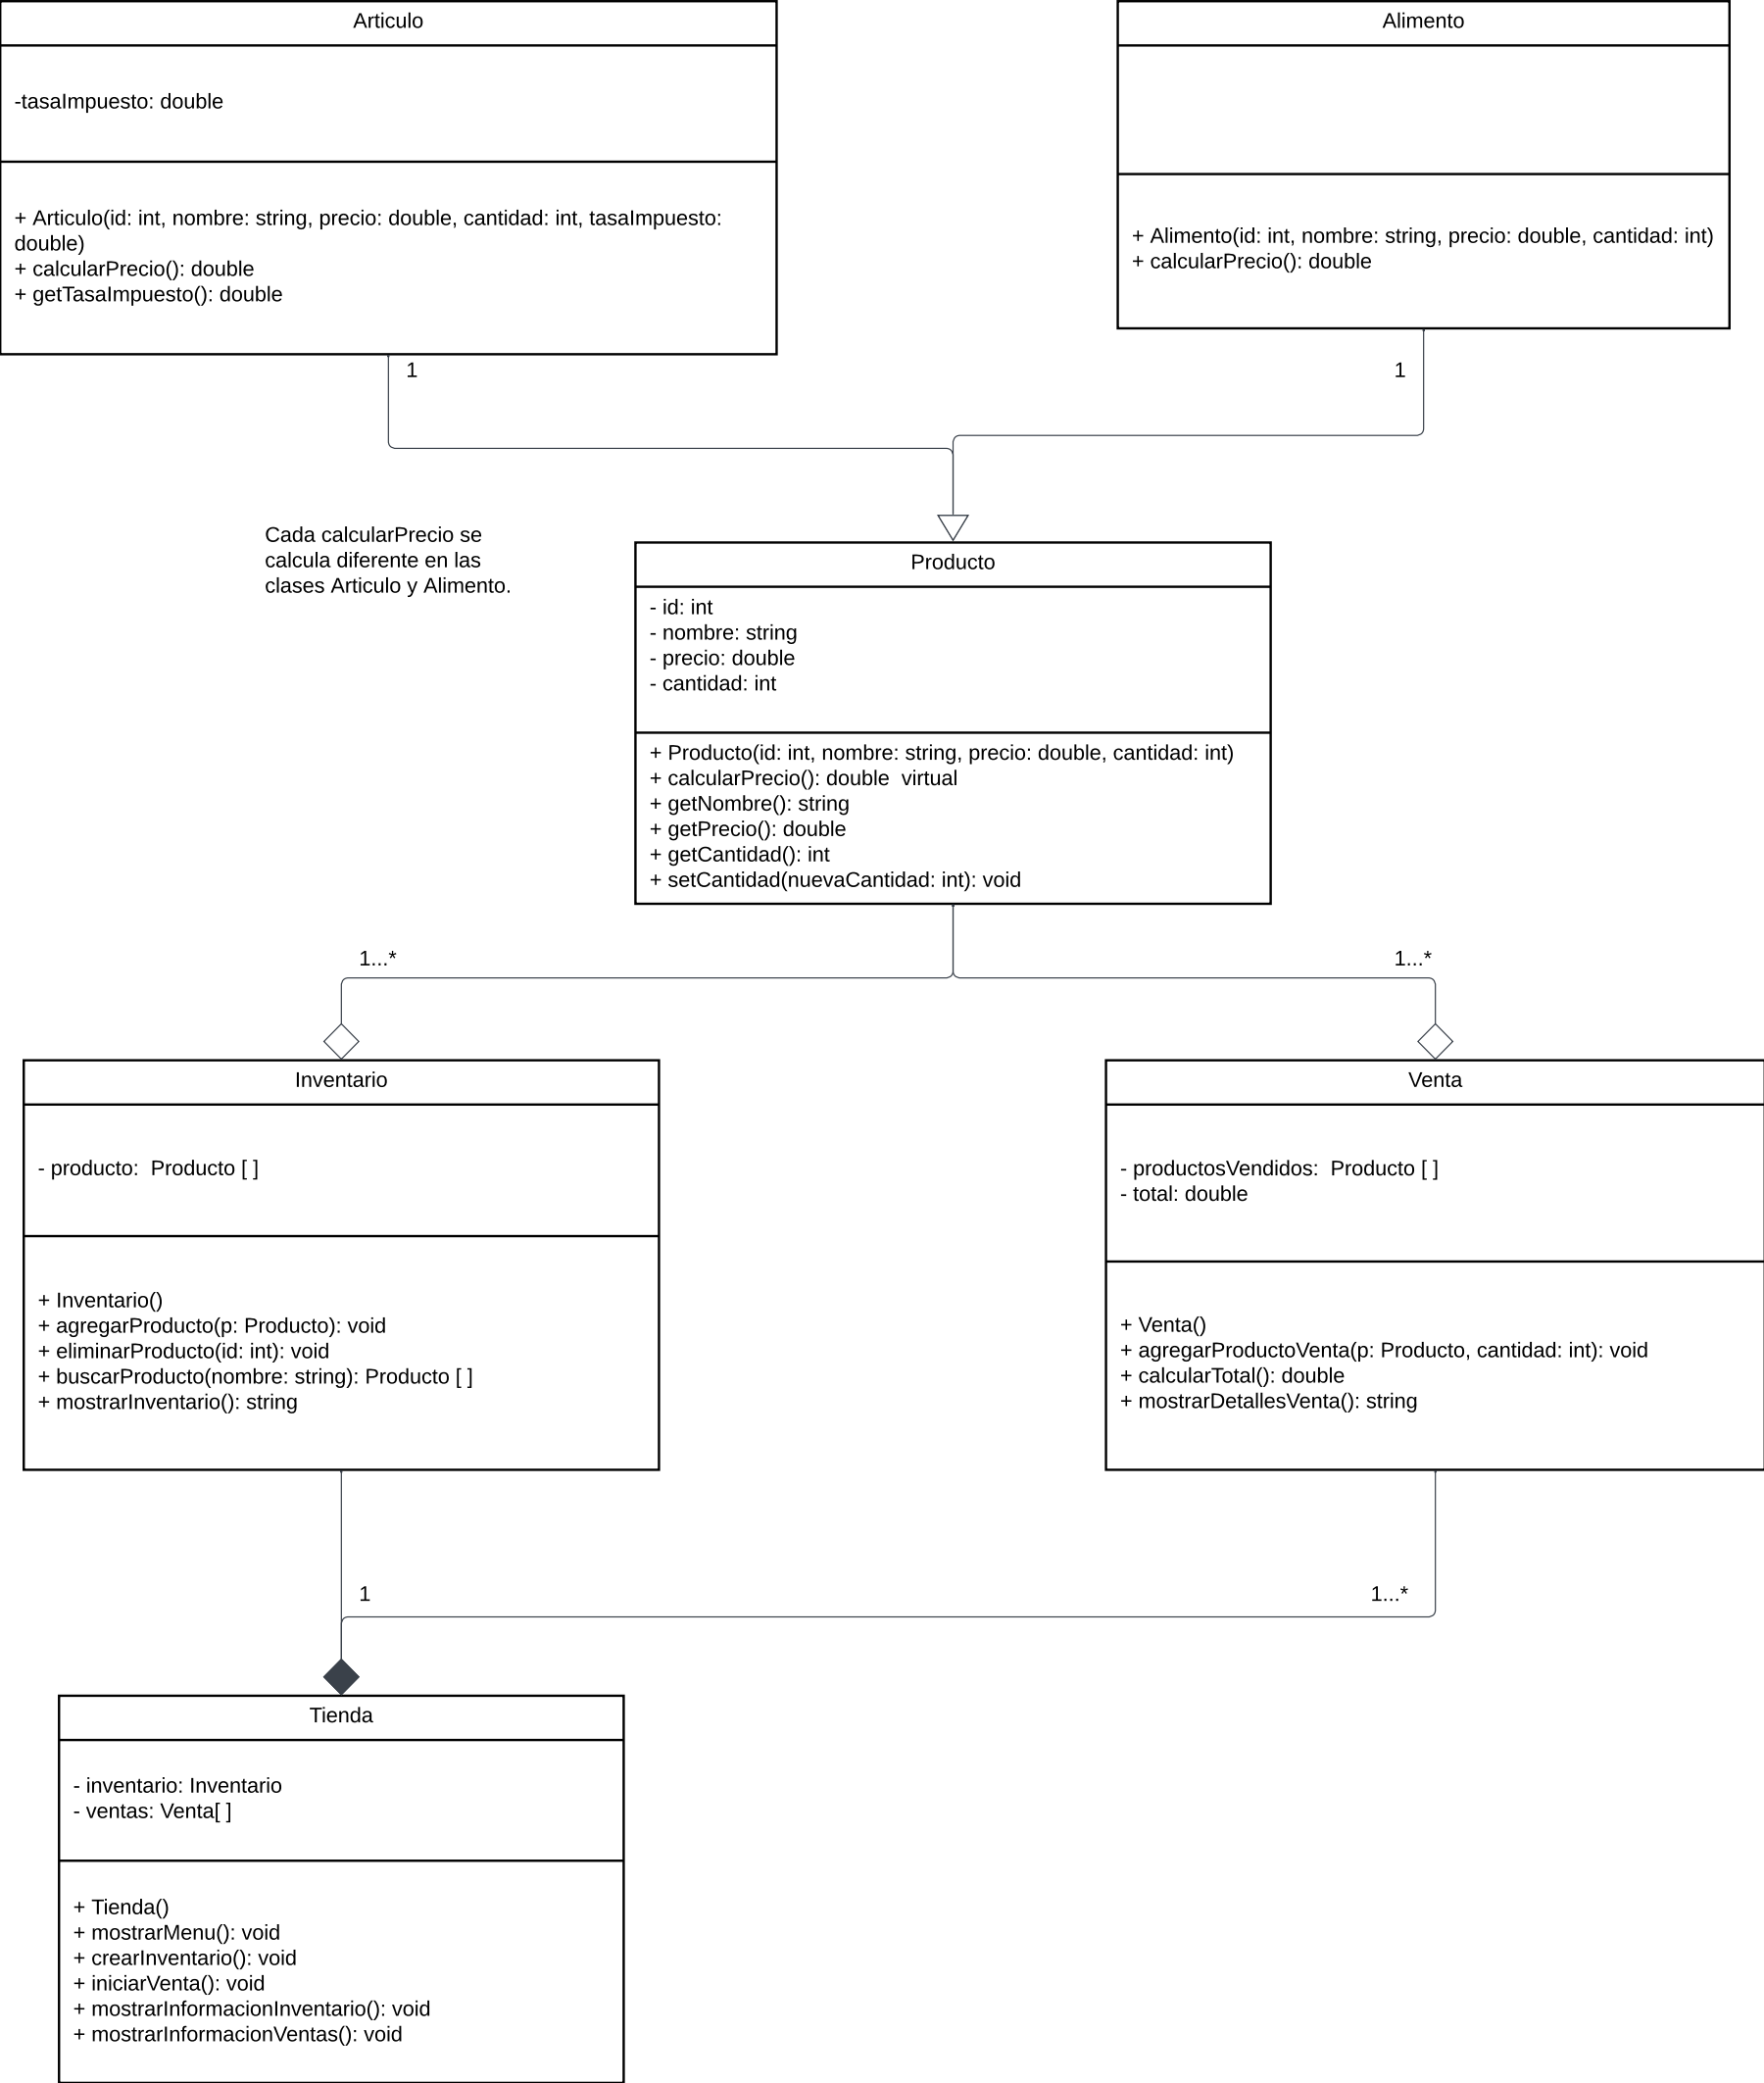 Articulo
-tasaImpuesto: double
+ Articulo(id: int, nombre: string, precio: double, cantidad: int, tasaImpuesto:
double)
+ calcularPrecio(): double
+ getTasaImpuesto(): double
Alimento
+ Alimento(id: int, nombre: string, precio: double, cantidad: int)
+ calcularPrecio(): double
1
1
Cada calcularPrecio se
calcula diferente en las
clases Articulo y Alimento.
Producto
- id: int
- nombre: string
- precio: double
- cantidad: int
+ Producto(id: int, nombre: string, precio: double, cantidad: int)
+ calcularPrecio(): double  virtual
+ getNombre(): string
+ getPrecio(): double
+ getCantidad(): int
+ setCantidad(nuevaCantidad: int): void
1...*
1...*
Inventario
- producto:  Producto [ ]
+ Inventario()
+ agregarProducto(p: Producto): void
+ eliminarProducto(id: int): void
+ buscarProducto(nombre: string): Producto [ ]
+ mostrarInventario(): string
Venta
- productosVendidos:  Producto [ ]
- total: double
+ Venta()
+ agregarProductoVenta(p: Producto, cantidad: int): void
+ calcularTotal(): double
+ mostrarDetallesVenta(): string
1
1...*
Tienda
- inventario: Inventario
- ventas: Venta[ ]
+ Tienda()
+ mostrarMenu(): void
+ crearInventario(): void
+ iniciarVenta(): void
+ mostrarInformacionInventario(): void
+ mostrarInformacionVentas(): void